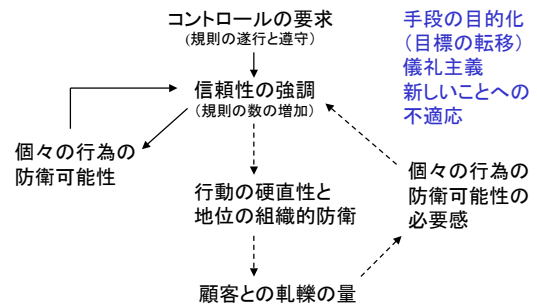 コントロールの要求
(規則の遂行と遵守)
信頼性の強調
(規則の数の増加)
個々の行為の
防衛可能性
行動の硬直性と
地位の組織的防衛
顧客との軋轢の量
個々の行為の
防衛可能性の
必要感
手段の目的化
(目標の転移)
儀礼主義
新しいことへの
不適応